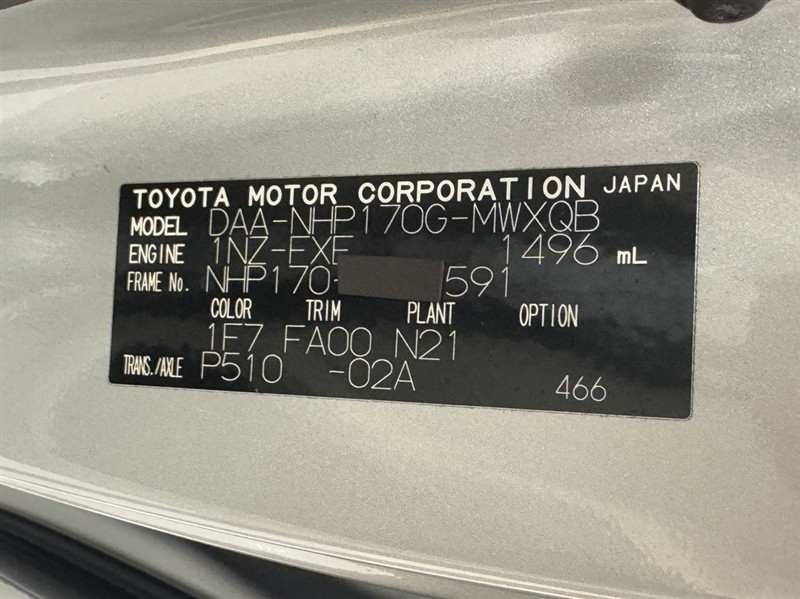 TOYOTA MOTOR CORPORATION JAPAN
MODEL DAA-NHP170G-MWXQB
ENGINE 1NZ-FXE 1496 mL
FRAME No. NHP170- 591
COLOR TRIM PLANT OPTION
1F7 FA00 N21
TRANS./AXLE P510 -02A
466